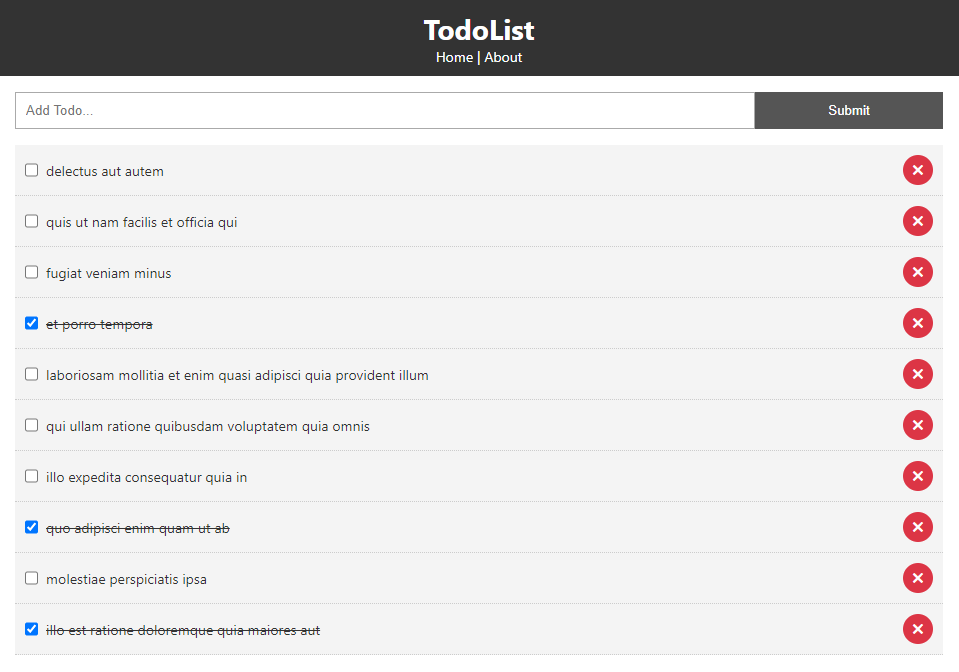 TodoList
Home | About
Add Todo... Submit
delectus aut autem
quis ut nam facilis et officia qui
fugiat veniam minus
et porro tempora
laboriosam mollitia et enim quasi adipisci quia provident illum
qui ullam ratione quibusdam voluptatem quia omnis
illo expedita consequatur quia in
quo adipisci enim quam ut ab
molestiae perspiciatis ipsa
illo est ratione doloremque quia maiores aut